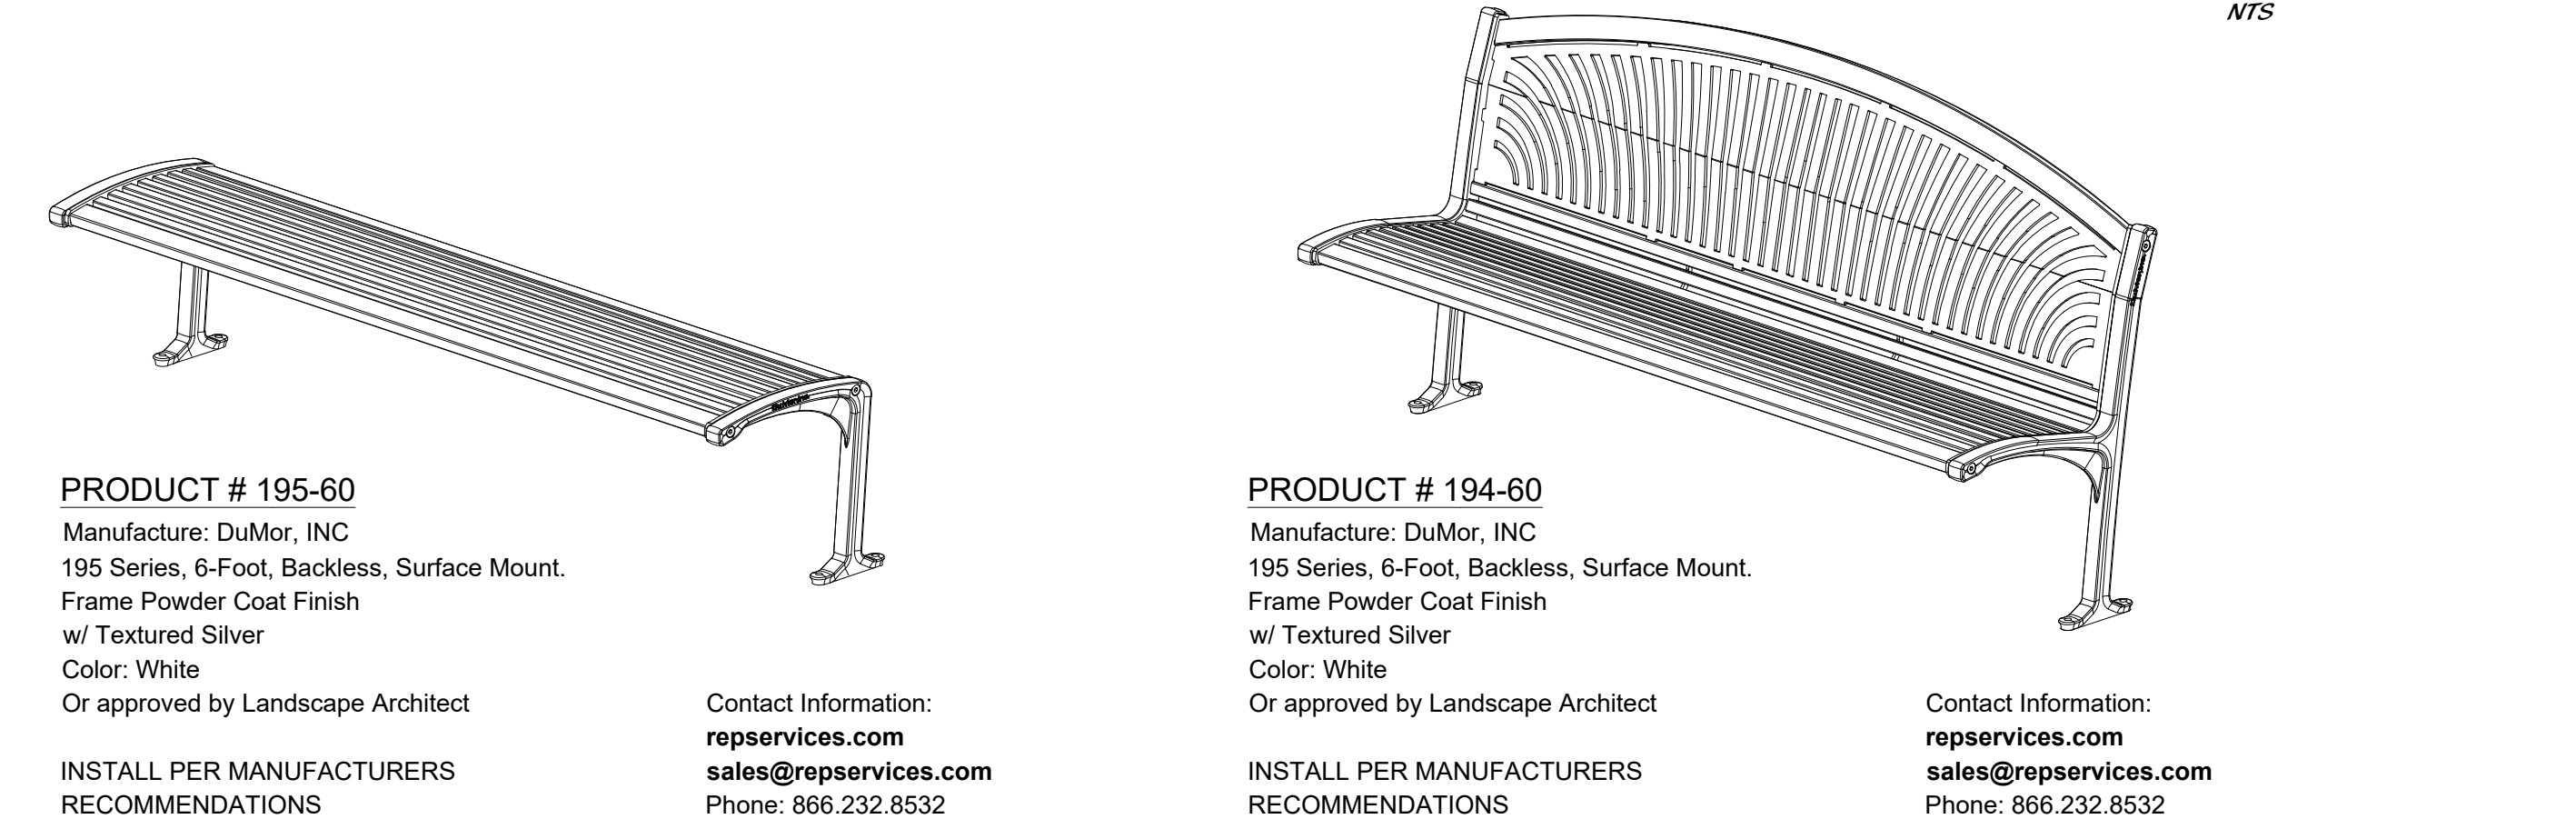 NTS
PRODUCT # 195-60
Manufacture: DuMor, INC
195 Series, 6-Foot, Backless, Surface Mount.
Frame Powder Coat Finish
w/ Textured Silver
Color: White
Or approved by Landscape Architect
INSTALL PER MANUFACTURERS
RECOMMENDATIONS
Contact Information:
repservices.com
sales@repservices.com
Phone: 866.232.8532
PRODUCT # 194-60
Manufacture: DuMor, INC
195 Series, 6-Foot, Backless, Surface Mount.
Frame Powder Coat Finish
w/ Textured Silver
Color: White
Or approved by Landscape Architect
INSTALL PER MANUFACTURERS
RECOMMENDATIONS
Contact Information:
repservices.com
sales@repservices.com
Phone: 866.232.8532